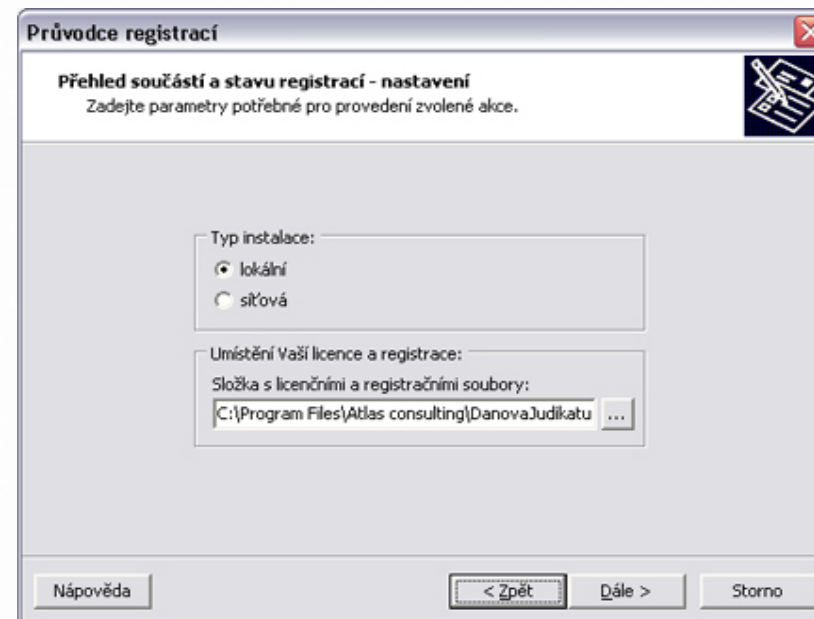 Průvodce registrací
Přehled součástí a stavu registrací - nastavení
Zadejte parametry potřebné pro provedení zvolené akce.
Typ instalace:
lokální
síťová
Umístění Vaší licence a registrace:
Složka s licenčními a registračními soubory:
C:\Program Files\Atlas consulting\DanovaJudikatu
...
Nápověda
< Zpět
Dále >
Storno